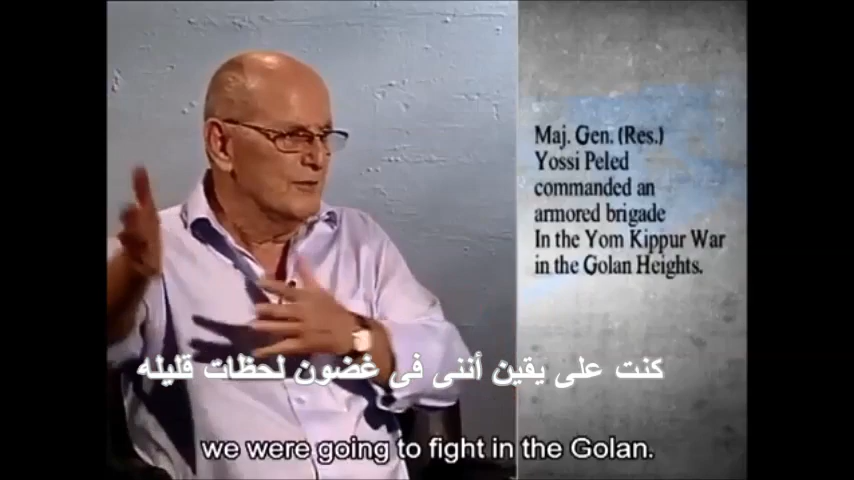 Maj. Gen. (Res.)
Yossi Peled
commanded an
armored brigade
In the Yom Kippur War
in the Golan Heights.
كنت على يقين أننى فى غضون لحظات قليله
we were going to fight in the Golan.